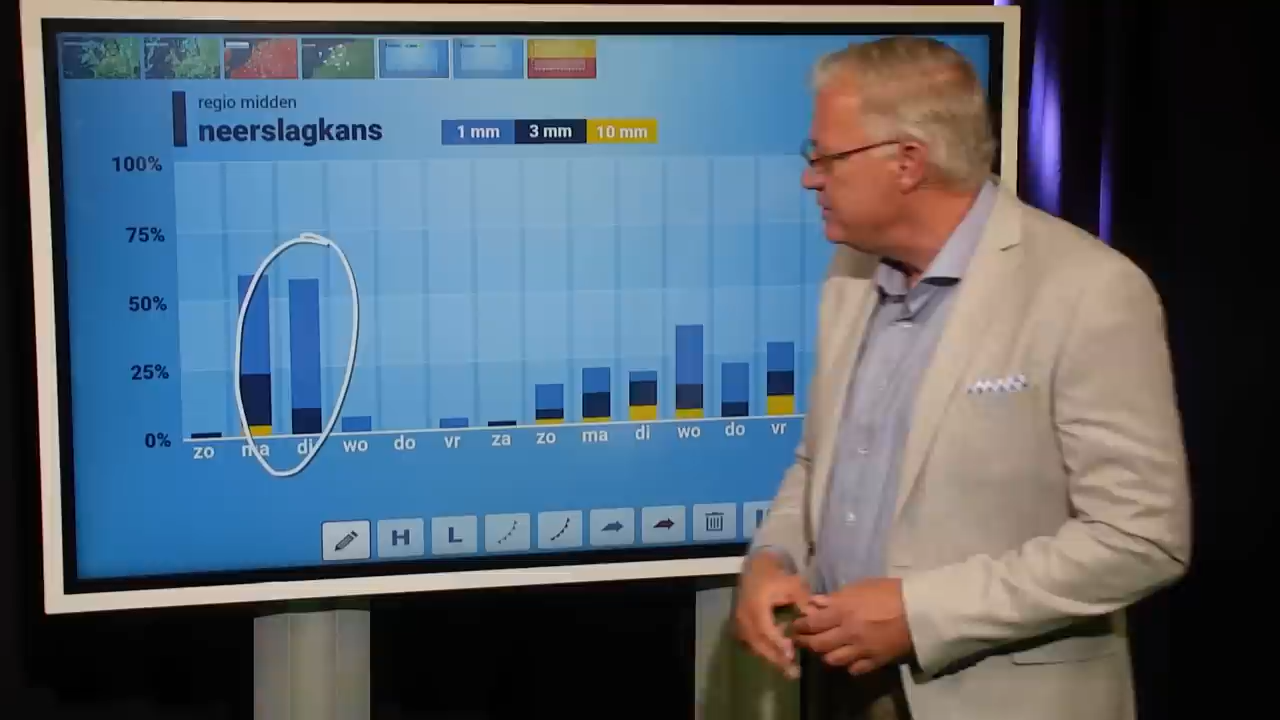 regio midden
neerslagkans
1 mm 3 mm 10 mm
100%
75%
50%
25%
0%
zo ma di wo do vr za zo ma di wo do vr
H L